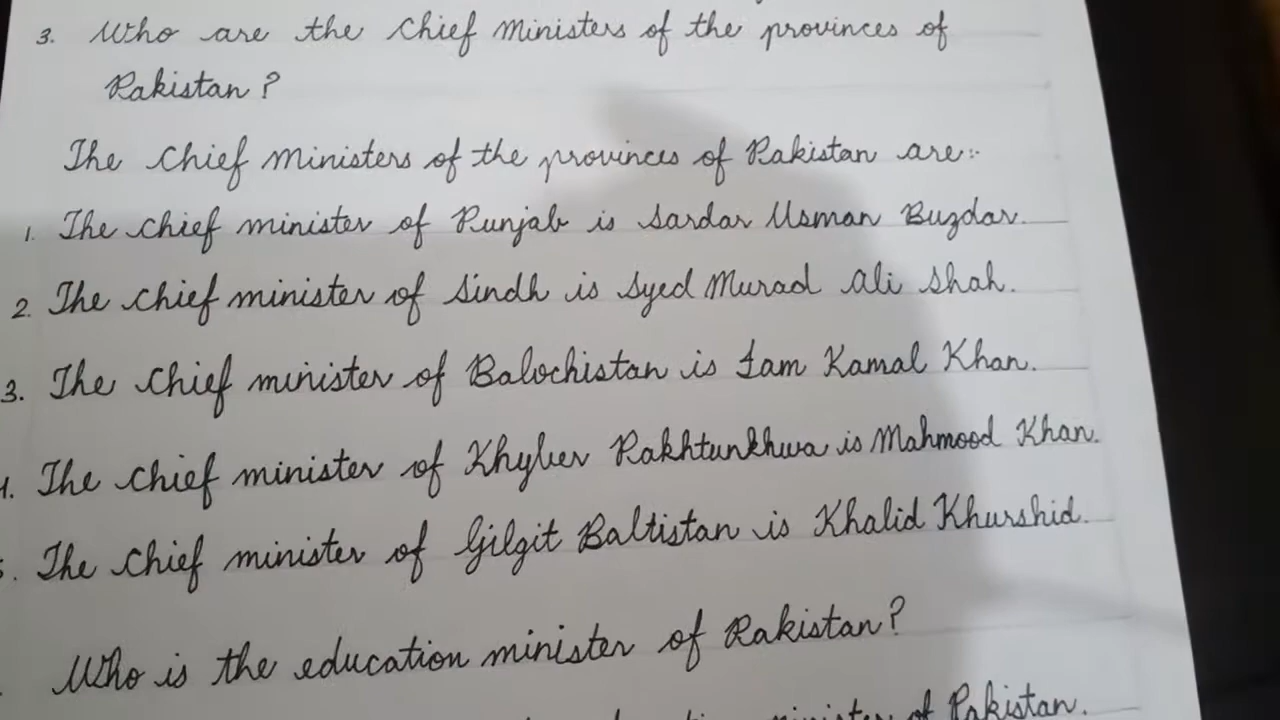 3. Who are the Chief Ministers of the provinces of
Pakistan?
The Chief Ministers of the provinces of Pakistan are:-
1. The chief minister of Punjab is Sardar Usman Buzdar.
2. The chief minister of Sindh is Syed Murad Ali Shah.
3. The chief minister of Balochistan is Jam Kamal Khan.
4. The chief minister of Khyber Pakhtunkhwa is Mahmood Khan.
5. The chief minister of Gilgit Baltistan is Khalid Khurshid.
Who is the education minister of Pakistan?
minister of Pakistan.